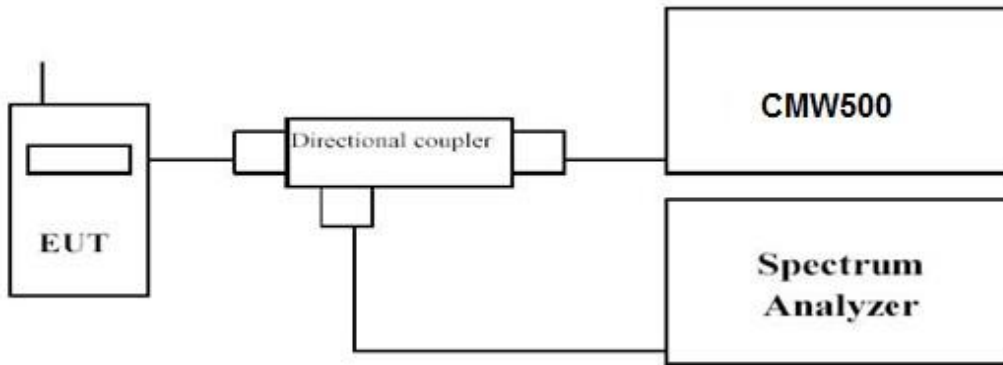 CMW500
Directional coupler
EUT
Spectrum
Analyzer